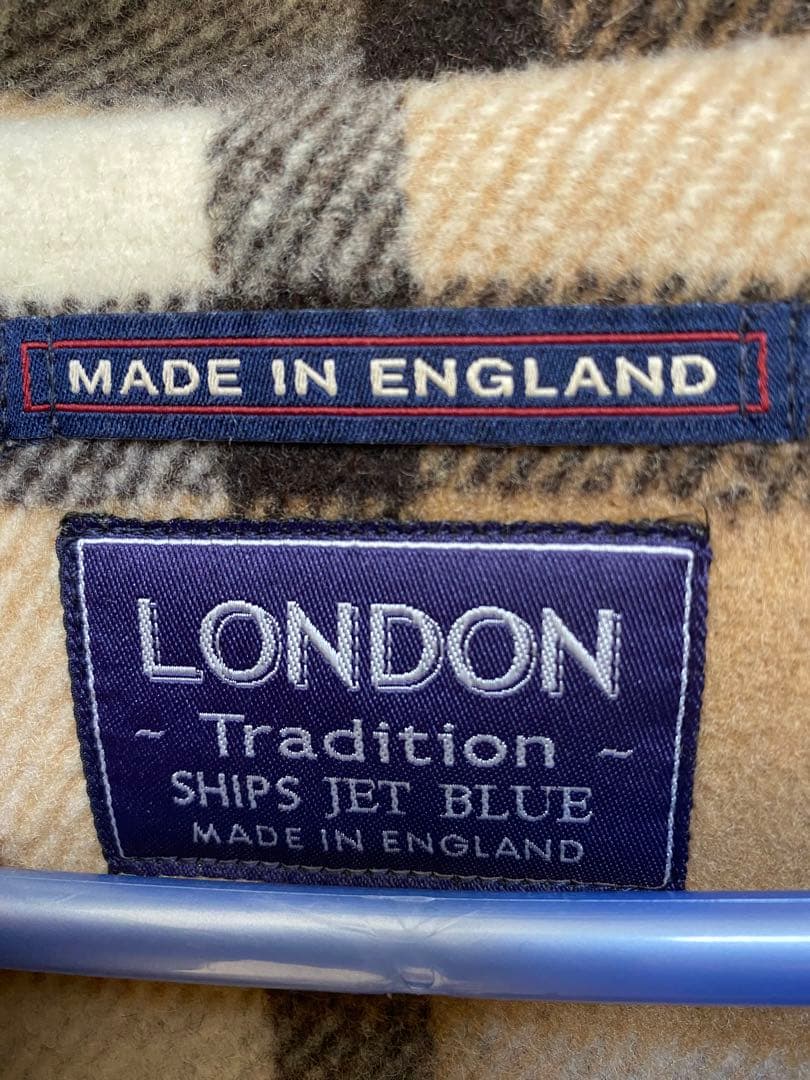 MADE IN ENGLAND
LONDON
~ Tradition ~
SHIPS JET BLUE
MADE IN ENGLAND